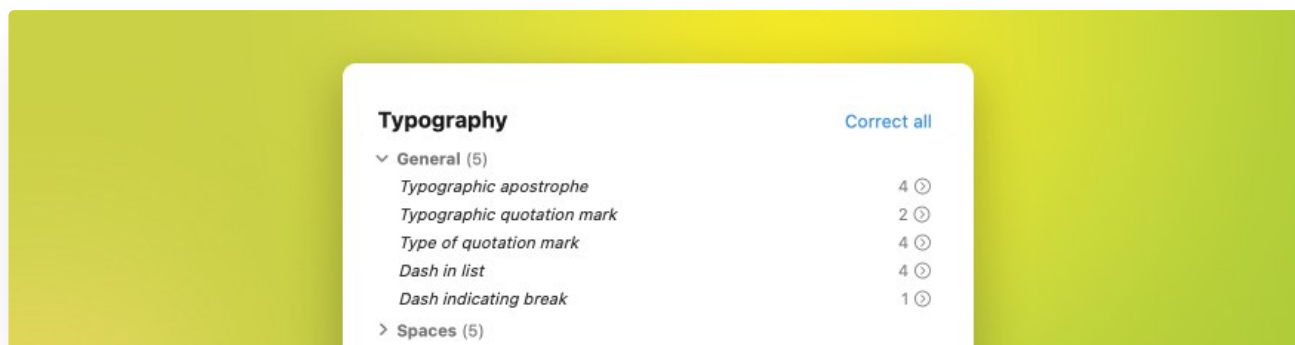 Typography Correct all
General (5)
Typographic apostrophe 4
Typographic quotation mark 2
Type of quotation mark 4
Dash in list 4
Dash indicating break 1
Spaces (5)